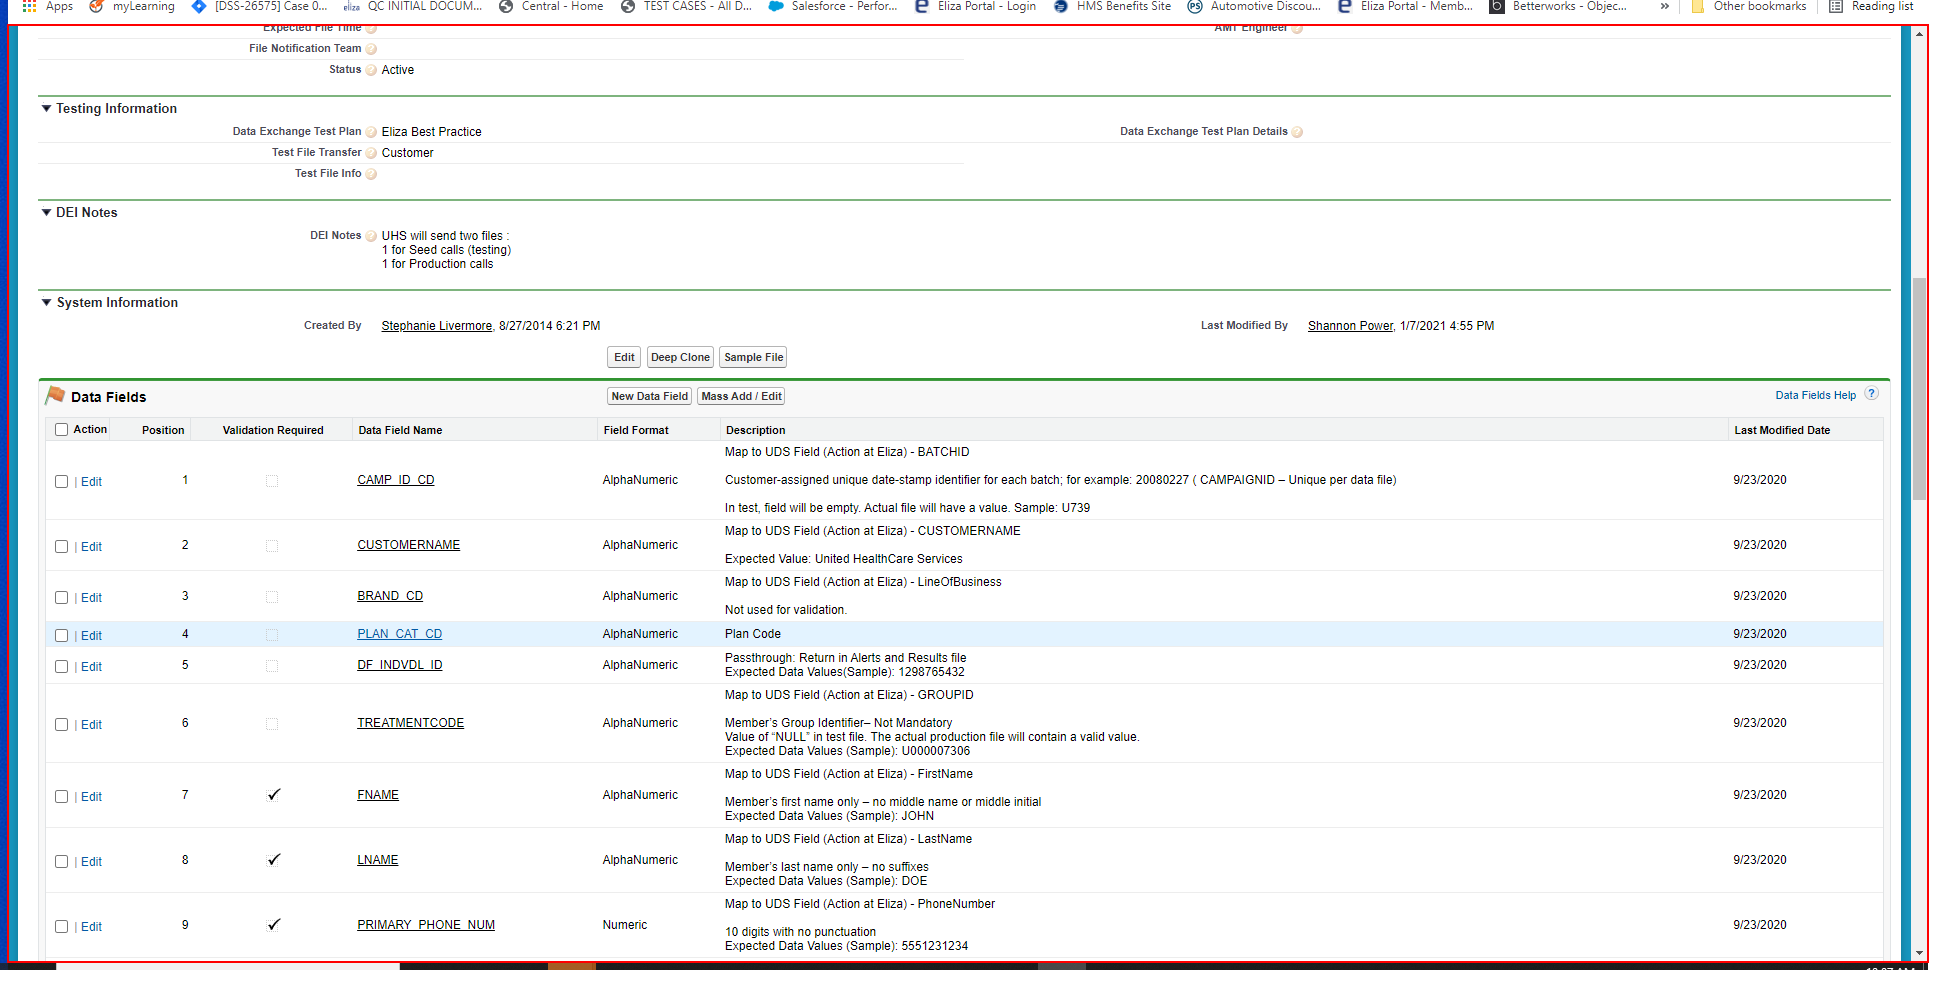 Apps myLearning [DSS-26575] Case 0... eliza QC INITIAL DOCUM... Central - Home TEST CASES - All D... Salesforce - Perfor... Eliza Portal - Login HMS Benefits Site PS Automotive Discou... Eliza Portal - Memb... b Betterworks - Objec... » Other bookmarks Reading list
Expected File Time AMT Engineer
File Notification Team
Status Active
Testing Information
Data Exchange Test Plan Eliza Best Practice Data Exchange Test Plan Details
Test File Transfer Customer
Test File Info
DEI Notes
DEI Notes UHS will send two files :
1 for Seed calls (testing)
1 for Production calls
System Information
Created By Stephanie Livermore, 8/27/2014 6:21 PM Last Modified By Shannon Power, 1/7/2021 4:55 PM
Edit Deep Clone Sample File
Data Fields New Data Field Mass Add / Edit Data Fields Help ?
Action Position Validation Required Data Field Name Field Format Description Last Modified Date
Map to UDS Field (Action at Eliza) - BATCHID
| Edit 1 CAMP_ID_CD AlphaNumeric Customer-assigned unique date-stamp identifier for each batch; for example: 20080227 ( CAMPAIGNID – Unique per data file) 9/23/2020
In test, field will be empty. Actual file will have a value. Sample: U739
Map to UDS Field (Action at Eliza) - CUSTOMERNAME
| Edit 2 CUSTOMERNAME AlphaNumeric 9/23/2020
Expected Value: United HealthCare Services
Map to UDS Field (Action at Eliza) - LineOfBusiness
| Edit 3 BRAND_CD AlphaNumeric 9/23/2020
Not used for validation.
| Edit 4 PLAN_CAT_CD AlphaNumeric Plan Code 9/23/2020
Passthrough: Return in Alerts and Results file
| Edit 5 DF_INDVDL_ID AlphaNumeric 9/23/2020
Expected Data Values(Sample): 1298765432
Map to UDS Field (Action at Eliza) - GROUPID
| Edit 6 TREATMENTCODE AlphaNumeric Member’s Group Identifier– Not Mandatory 9/23/2020
Value of “NULL” in test file. The actual production file will contain a valid value.
Expected Data Values (Sample): U000007306
Map to UDS Field (Action at Eliza) - FirstName
| Edit 7 ✓ FNAME AlphaNumeric 9/23/2020
Member’s first name only – no middle name or middle initial
Expected Data Values (Sample): JOHN
Map to UDS Field (Action at Eliza) - LastName
| Edit 8 ✓ LNAME AlphaNumeric 9/23/2020
Member’s last name only – no suffixes
Expected Data Values (Sample): DOE
Map to UDS Field (Action at Eliza) - PhoneNumber
| Edit 9 ✓ PRIMARY_PHONE_NUM Numeric 9/23/2020
10 digits with no punctuation
Expected Data Values (Sample): 5551231234